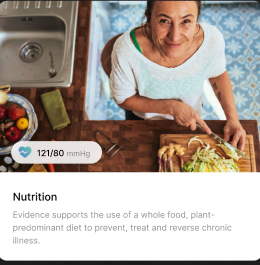 121/80 mmHg
Nutrition
Evidence supports the use of a whole food, plant-
predominant diet to prevent, treat and reverse chronic
illness.